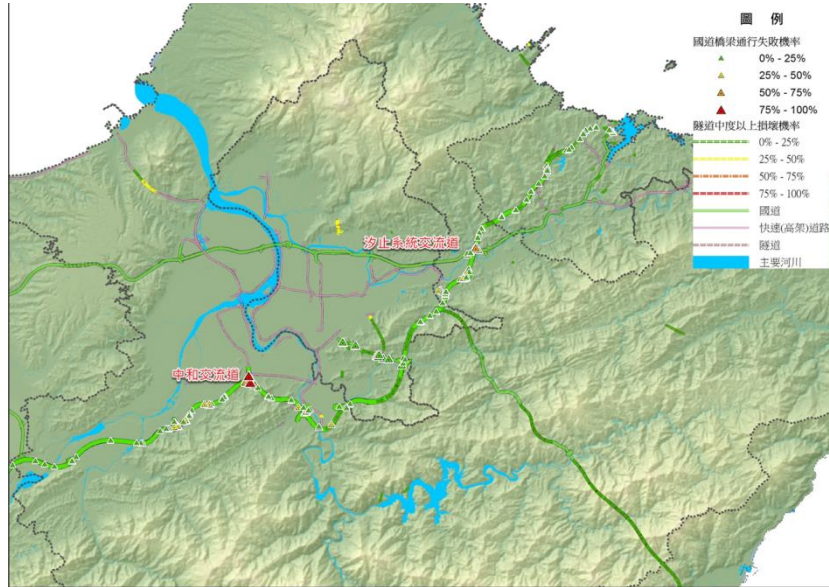 圖 例
國道橋梁通行失敗機率
0% - 25%
25% - 50%
50% - 75%
75% - 100%
隧道中度以上損壞機率
0% - 25%
25% - 50%
50% - 75%
75% - 100%
國道
快速(高架)道路
隧道
主要河川
汐止系統交流道
中和交流道